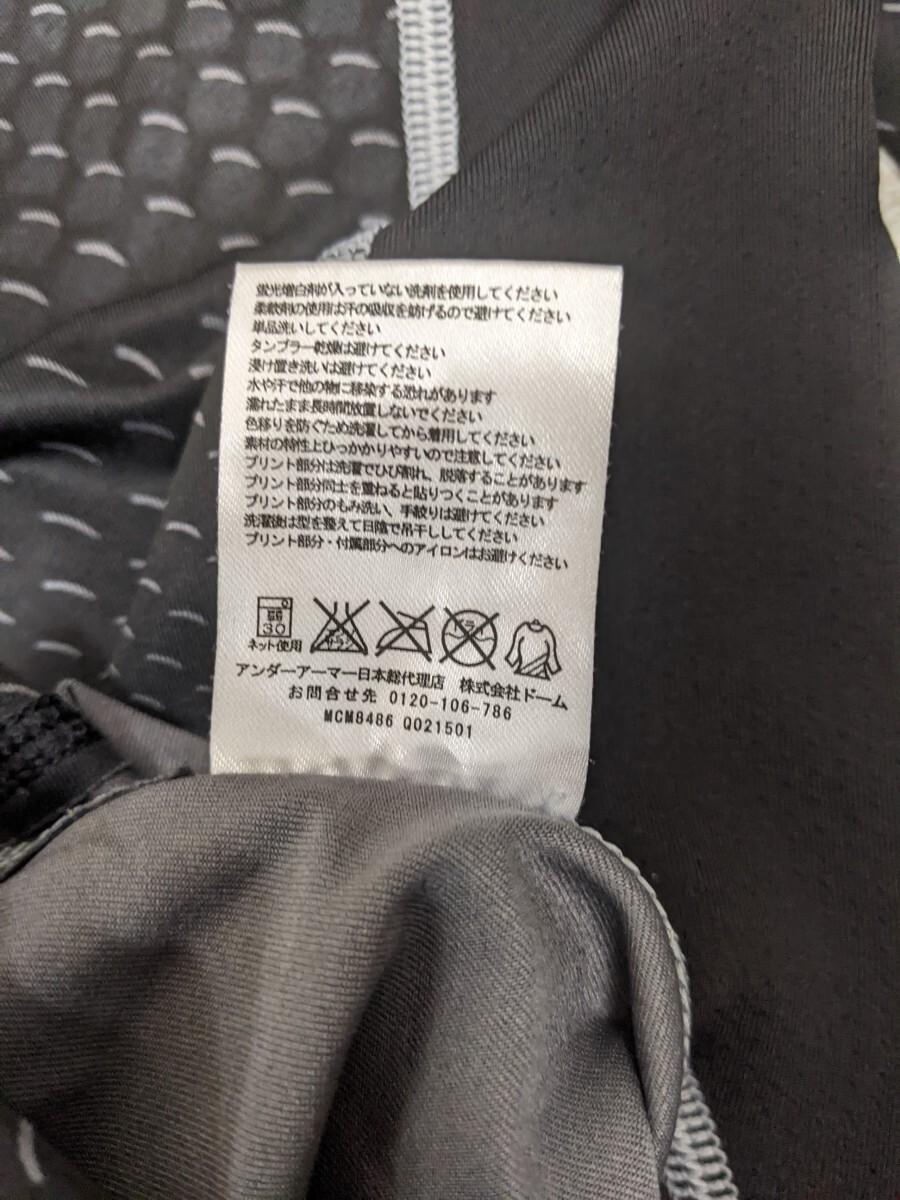 蛍光増白剤が入っていない洗剤を使用してください
柔軟剤の使用は汗の吸収を妨げるので避けてください
単品洗いしてください
タンブラー乾燥は避けてください
浸け置き洗いは避けてください
水や汗で他の物に移染する恐れがあります
濡れたまま長時間放置しないでください
色移りを防ぐため洗濯してから着用してください
素材の特性上ひっかかりやすいので注意してください
プリント部分は洗濯でひび割れ、脱落することがあります
プリント部分同士を重ねると貼りつくことがあります
プリント部分のもみ洗い、手絞りは避けてください
洗濯後は型を整えて日陰で吊干ししてください
プリント部分・付属部分へのアイロンはお避けください
弱
30
ネット使用
アンダーアーマー日本総代理店 株式会社ドーム
お問合せ先 0120-106-786
MCM8486 Q021501